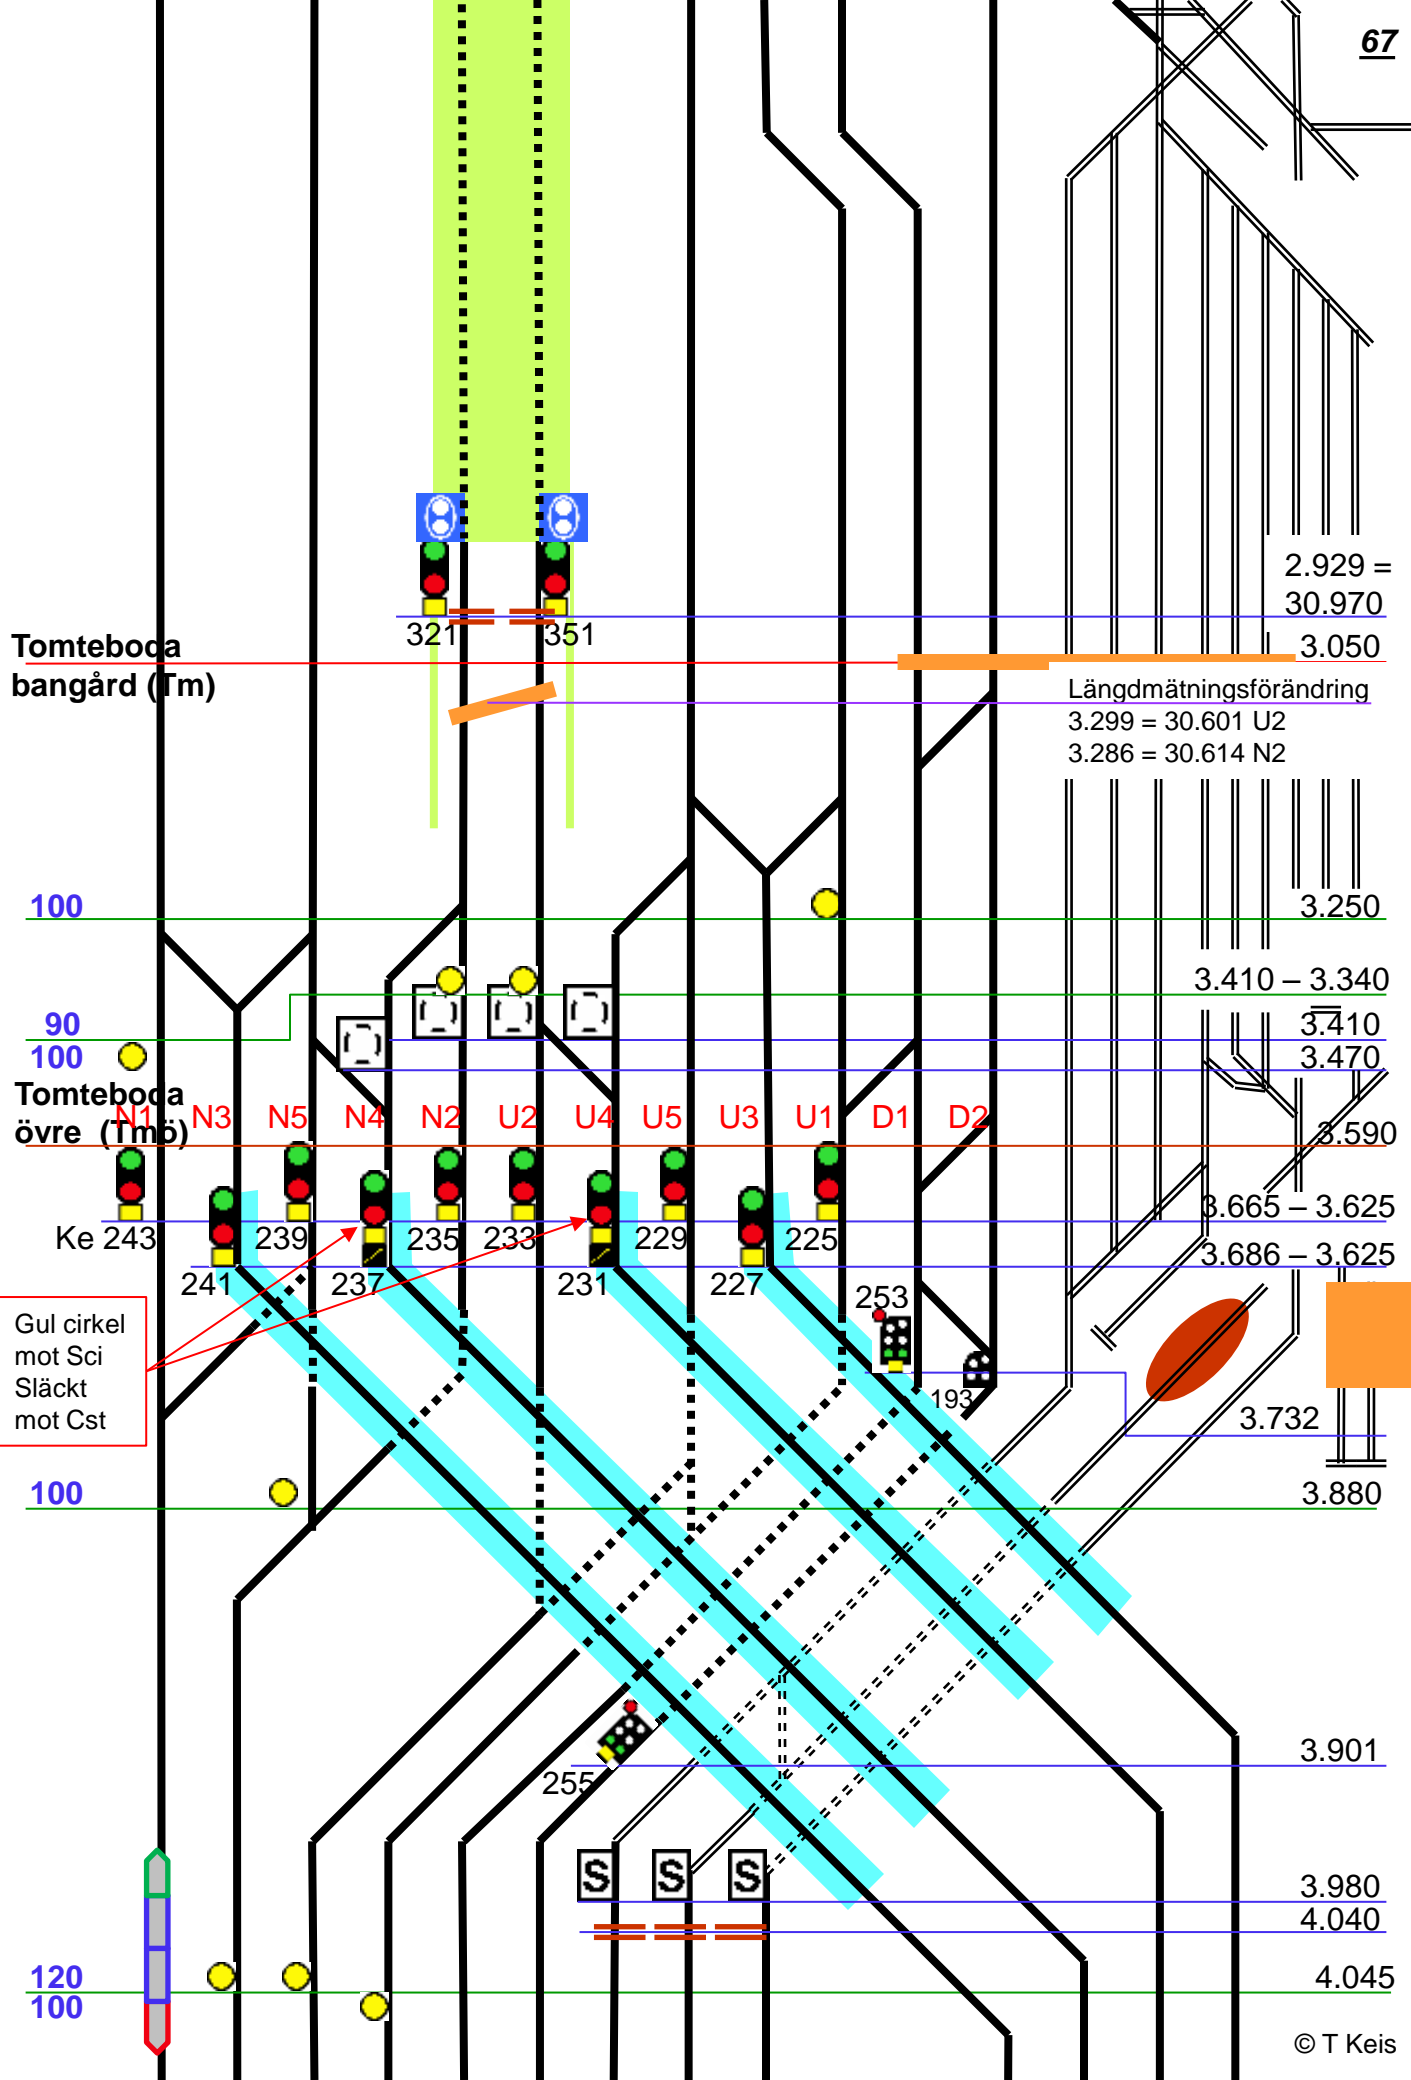 67
2.929 =
30.970
321
351
Tomteboda
bangård (Tm)
3.050
Längdmätningsförändring
3.299 = 30.601 U2
3.286 = 30.614 N2
100
3.250
3.410 – 3.340
90
3.410
100
3.470
Tomteboda
övre (Tmö)
N1 N3 N5 N4 N2 U2 U4 U5 U3 U1 D1 D2
3.590
3.665 – 3.625
Ke 243 239 235 233 229 225
3.686 – 3.625
241 237 231 227
253
Gul cirkel
mot Sci
Släckt
mot Cst
193
3.732
100
3.880
3.901
255
S S S
3.980
4.040
120
4.045
100
© T Keis